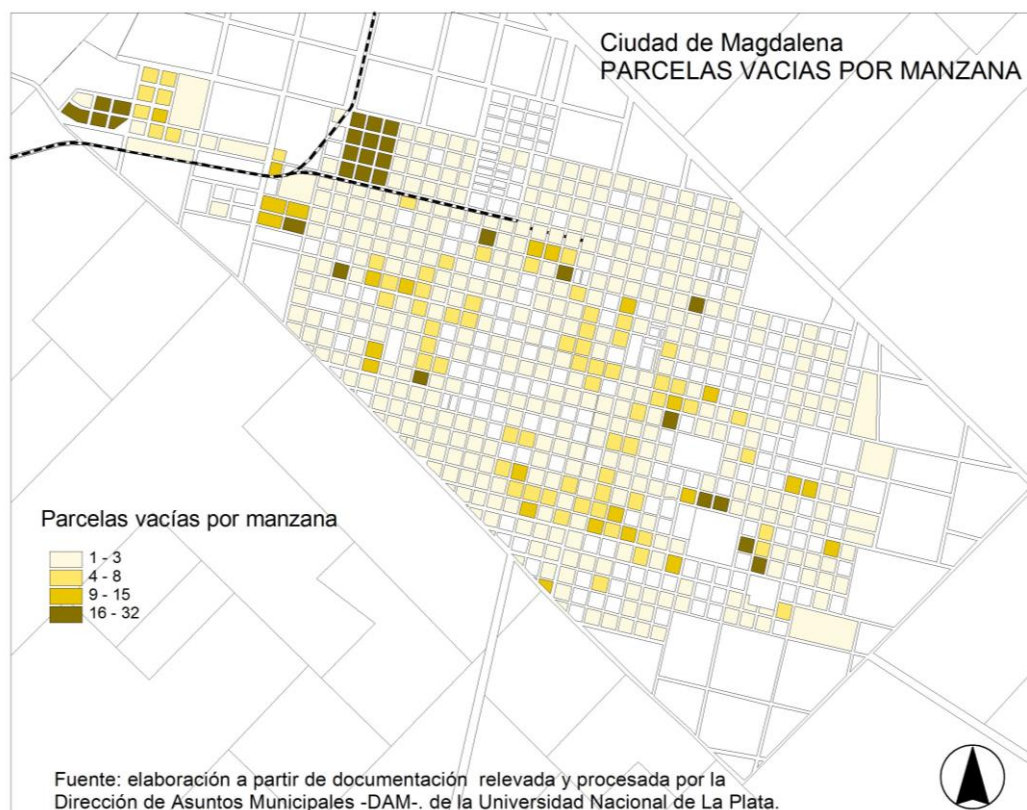 Ciudad de Magdalena
PARCELAS VACIAS POR MANZANA
Parcelas vacías por manzana
1 - 3
4 - 8
9 - 15
16 - 32
Fuente: elaboración a partir de documentación relevada y procesada por la
Dirección de Asuntos Municipales -DAM-. de la Universidad Nacional de La Plata.